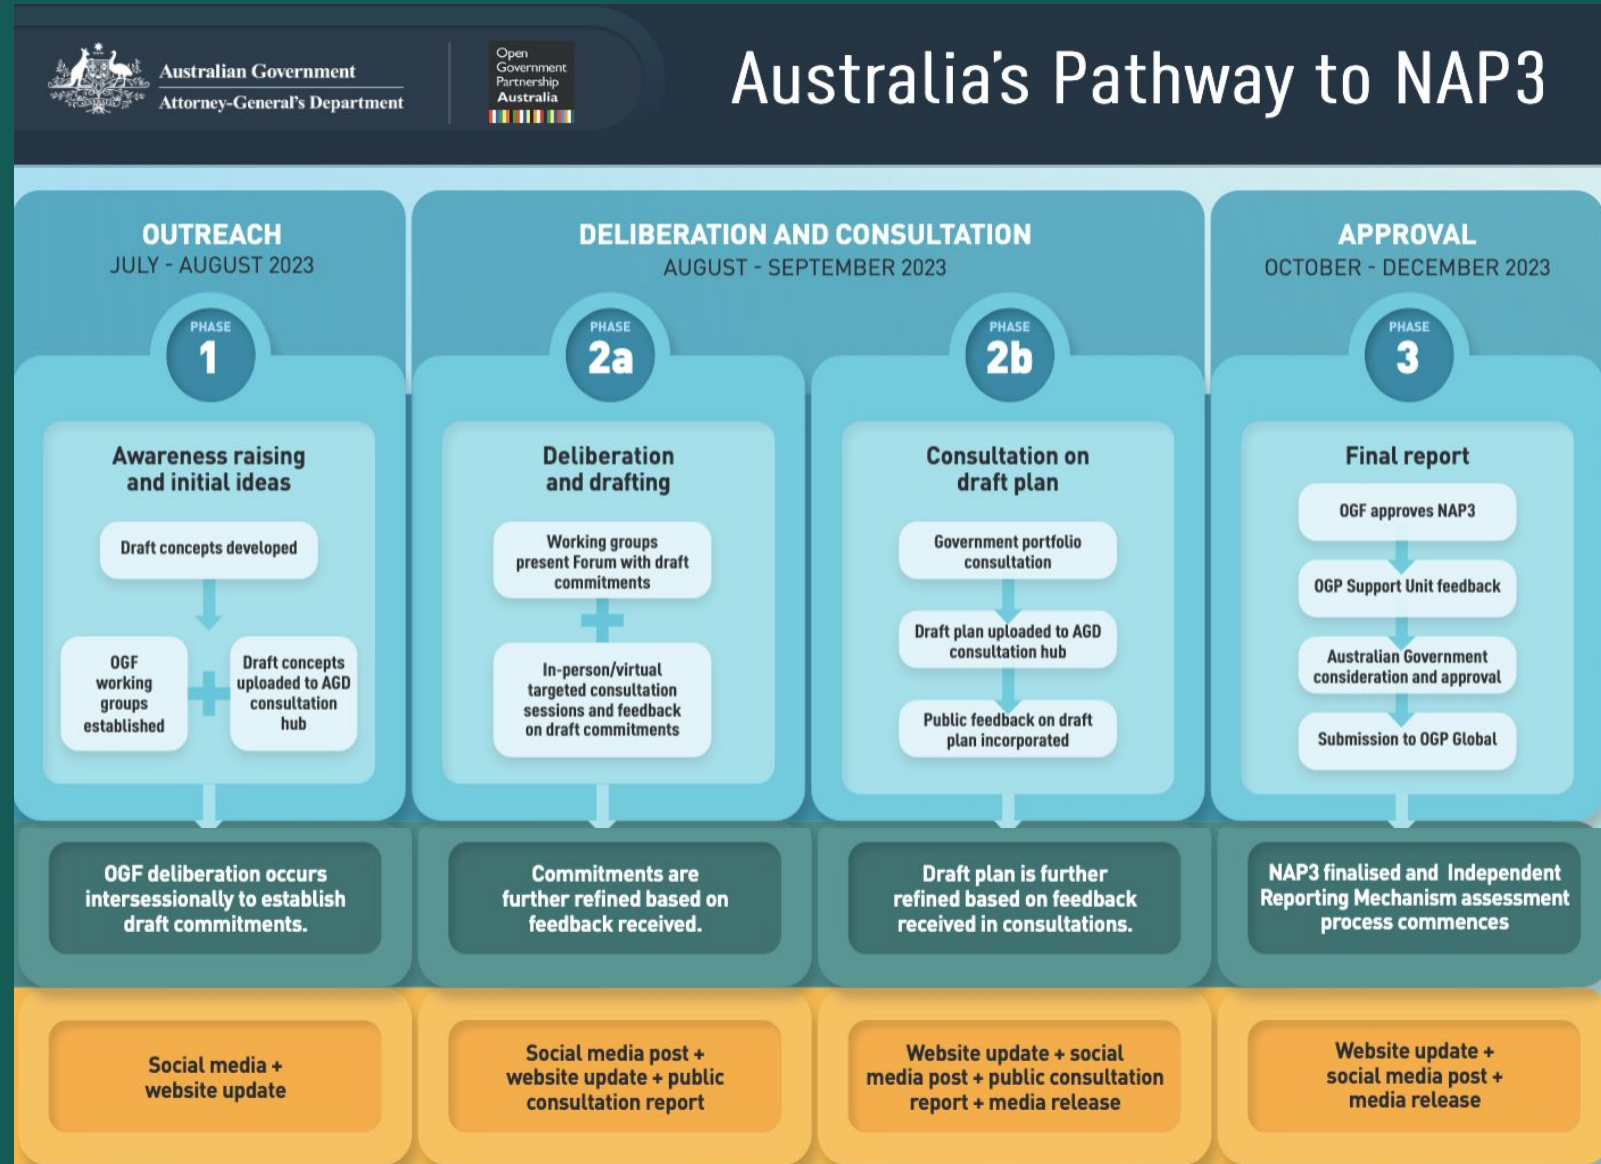 Australian Government
Attorney-General's Department
Open
Government
Partnership
Australia
Australia's Pathway to NAP3
OUTREACH
JULY - AUGUST 2023
PHASE
1
Awareness raising
and initial ideas
Draft concepts developed
OGF
working
groups
established
Draft concepts
uploaded to AGD
consultation
hub
OGF deliberation occurs
intersessionally to establish
draft commitments.
Social media +
website update
DELIBERATION AND CONSULTATION
AUGUST - SEPTEMBER 2023
PHASE
2a
Deliberation
and drafting
Working groups
present Forum with draft
commitments
In-person/virtual
targeted consultation
sessions and feedback
on draft commitments
Commitments are
further refined based on
feedback received.
Social media post +
website update + public
consultation report
PHASE
2b
Consultation on
draft plan
Government portfolio
consultation
Draft plan uploaded to AGD
consultation hub
Public feedback on draft
plan incorporated
Draft plan is further
refined based on feedback
received in consultations.
Website update + social
media post + public consultation
report + media release
APPROVAL
OCTOBER - DECEMBER 2023
PHASE
3
Final report
OGF approves NAP3
OGP Support Unit feedback
Australian Government
consideration and approval
Submission to OGP Global
NAP3 finalised and Independent
Reporting Mechanism assessment
process commences
Website update +
social media post +
media release